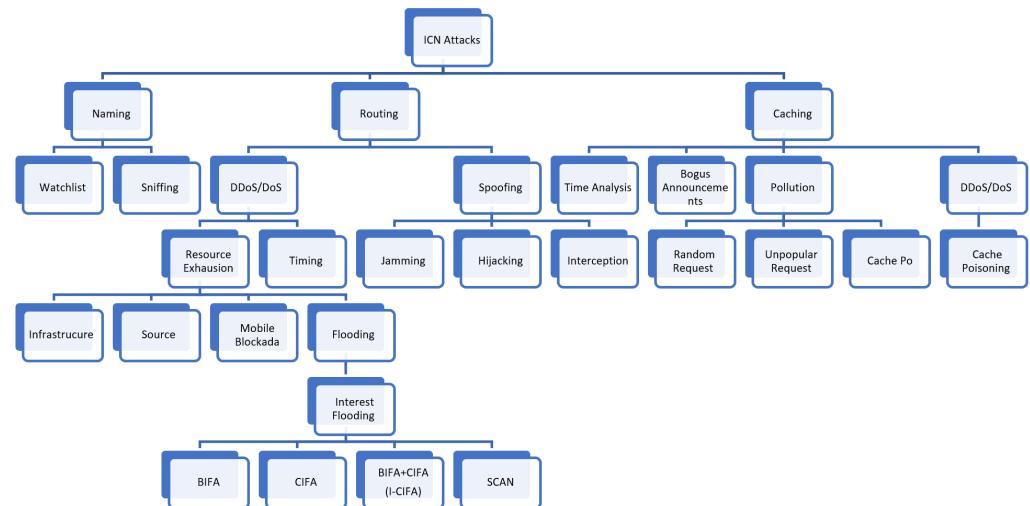 ICN Attacks
Naming
Routing
Caching
Watchlist
Sniffing
DDoS/DoS
Spoofing
Time Analysis
Bogus
Announceme
nts
Pollution
DDoS/DoS
Resource
Exhausion
Timing
Jamming
Hijacking
Interception
Random
Request
Unpopular
Request
Cache Po
Cache
Poisoning
Infrastrucure
Source
Mobile
Blockada
Flooding
Interest
Flooding
BIFA
CIFA
BIFA+CIFA
(I-CIFA)
SCAN